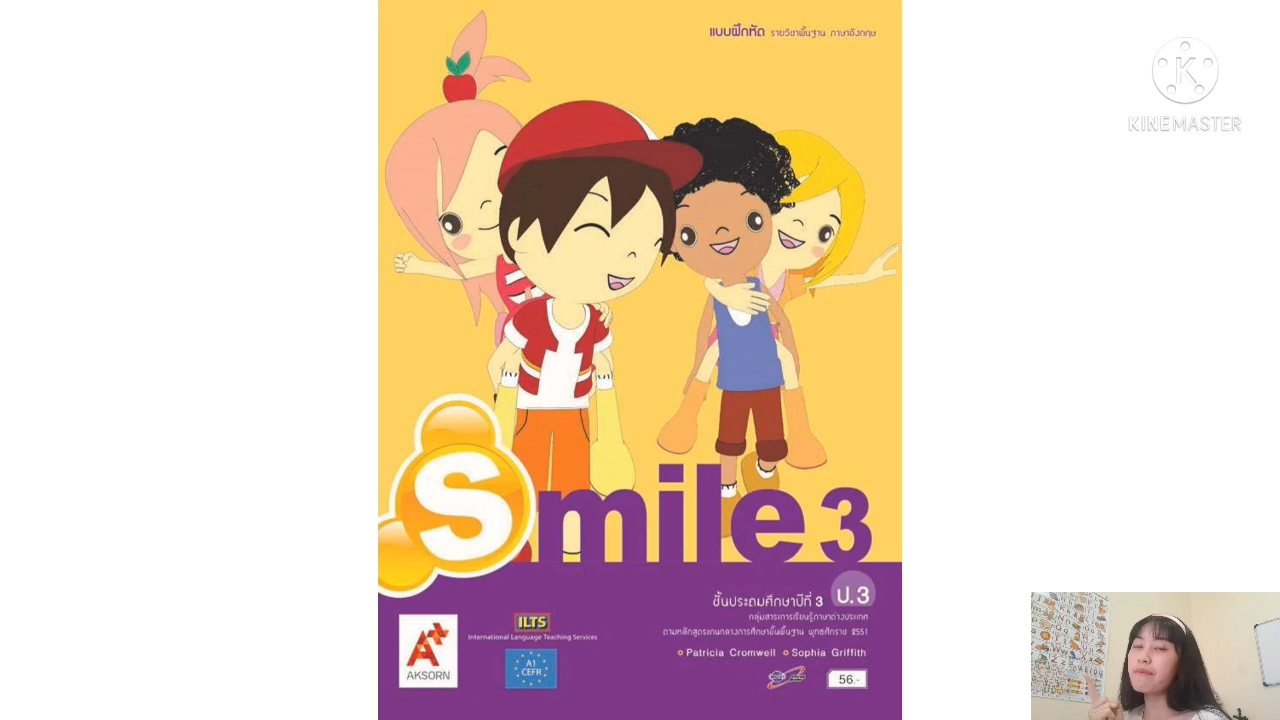 แบบฝึกหัด รายวิชาพื้นฐาน ภาษาอังกฤษ
KINEMASTER
Smile 3
ชั้นประถมศึกษาปีที่ 3 ป.3
กลุ่มสาระการเรียนรู้ภาษาต่างประเทศ
ตามหลักสูตรแกนกลางการศึกษาขั้นพื้นฐาน พุทธศักราช 2551
Patricia Cromwell Sophia Griffith
ILTS
International Language Teaching Services
A1
CEFR
AKSORN
56.-